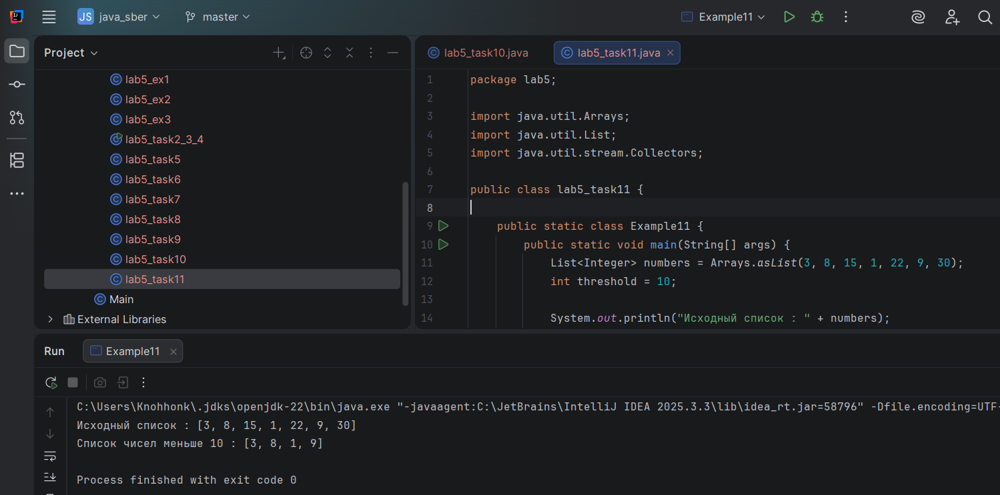 JS java_sber master Example11
Project
lab5_ex1
lab5_ex2
lab5_ex3
lab5_task2_3_4
lab5_task5
lab5_task6
lab5_task7
lab5_task8
lab5_task9
lab5_task10
lab5_task11
Main
External Libraries
lab5_task10.java lab5_task11.java
1 package lab5;
2
3 import java.util.Arrays;
4 import java.util.List;
5 import java.util.stream.Collectors;
6
7 public class lab5_task11 {
8
9 public static class Example11 {
10 public static void main(String[] args) {
11 List<Integer> numbers = Arrays.asList(3, 8, 15, 1, 22, 9, 30);
12 int threshold = 10;
13
14 System.out.println("Исходный список : " + numbers);
Run Example11
C:\Users\Knohhonk\.jdks\openjdk-22\bin\java.exe "-javaagent:C:\JetBrains\IntelliJ IDEA 2025.3.3\lib\idea_rt.jar=58796" -Dfile.encoding=UTF-
Исходный список : [3, 8, 15, 1, 22, 9, 30]
Список чисел меньше 10 : [3, 8, 1, 9]
Process finished with exit code 0